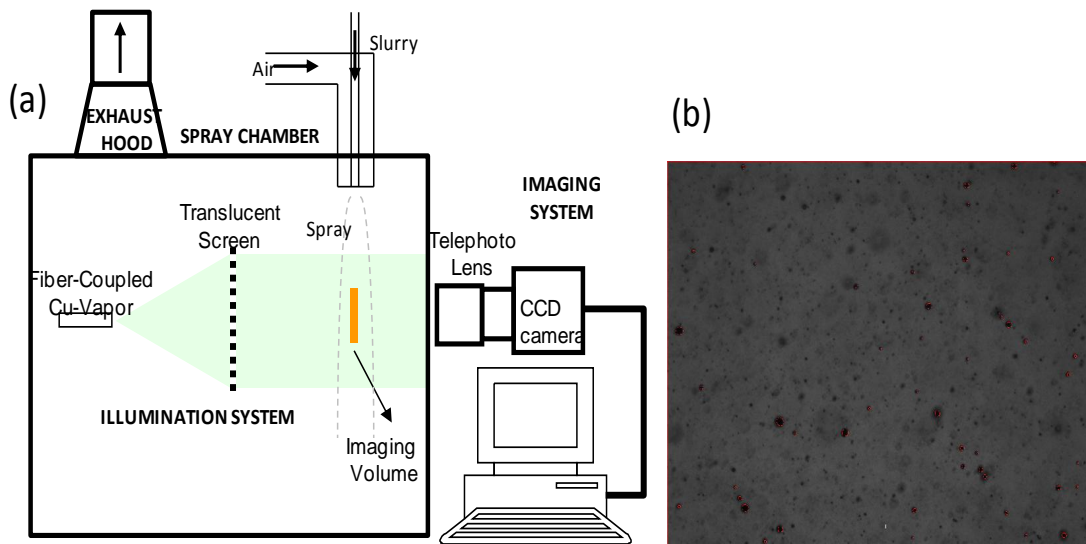 (a)
EXHAUST
HOOD
SPRAY CHAMBER
Air
Slurry
Translucent
Screen
Spray
Fiber-Coupled
Cu-Vapor
ILLUMINATION SYSTEM
Imaging
Volume
IMAGING
SYSTEM
Telephoto
Lens
CCD
camera
(b)